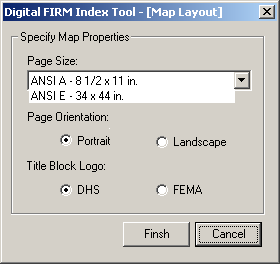 Digital FIRM Index Tool - [Map Layout]
Specify Map Properties
Page Size:
ANSI A - 8 1/2 x 11 in.
ANSI E - 34 x 44 in.
Page Orientation:
Portrait
Landscape
Title Block Logo:
DHS
FEMA
Finsh
Cancel